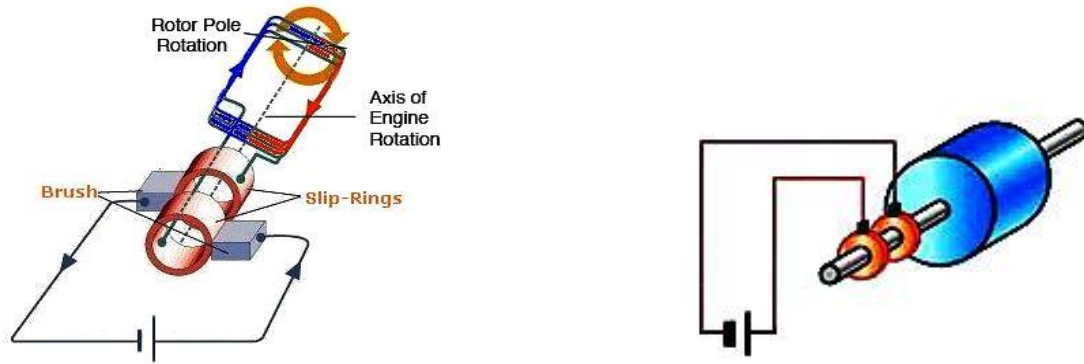 Rotor Pole
Rotation
Axis of
Engine
Rotation
Brush
Slip-Rings